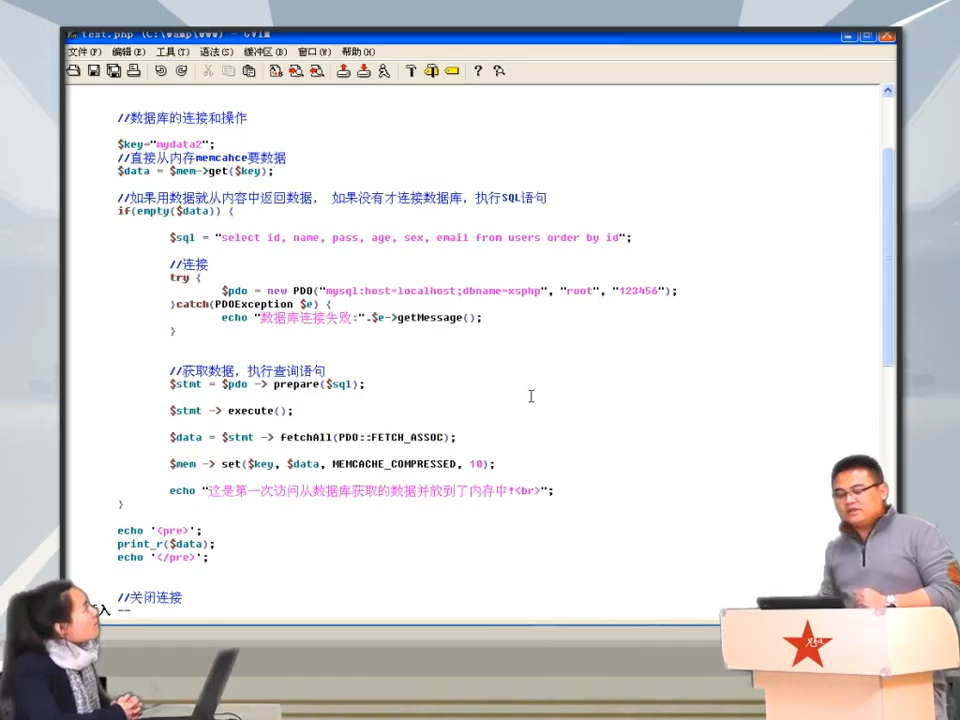 test.php (C:\wamp\www) - GVIM
文件(F) 编辑(E) 工具(T) 语法(S) 缓冲区(B) 窗口(W) 帮助(H)
//数据库的连接和操作
$key="mydata2";
//直接从内存memcahce要数据
$data = $mem->get($key);
//如果用数据就从内容中返回数据， 如果没有才连接数据库，执行SQL语句
if(empty($data)) {
$sql = "select id, name, pass, age, sex, email from users order by id";
//连接
try {
$pdo = new PDO("mysql:host=localhost;dbname=xsphp", "root", "123456");
}catch(PDOException $e) {
echo "数据库连接失败:".$e->getMessage();
}
//获取数据，执行查询语句
$stmt = $pdo -> prepare($sql);
$stmt -> execute();
$data = $stmt -> fetchAll(PDO::FETCH_ASSOC);
$mem -> set($key, $data, MEMCACHE_COMPRESSED, 10);
echo "这是第一次访问从数据库获取的数据并放到了内存中!<br>";
}
echo '<pre>';
print_r($data);
echo '</pre>';
//关闭连接
入 --